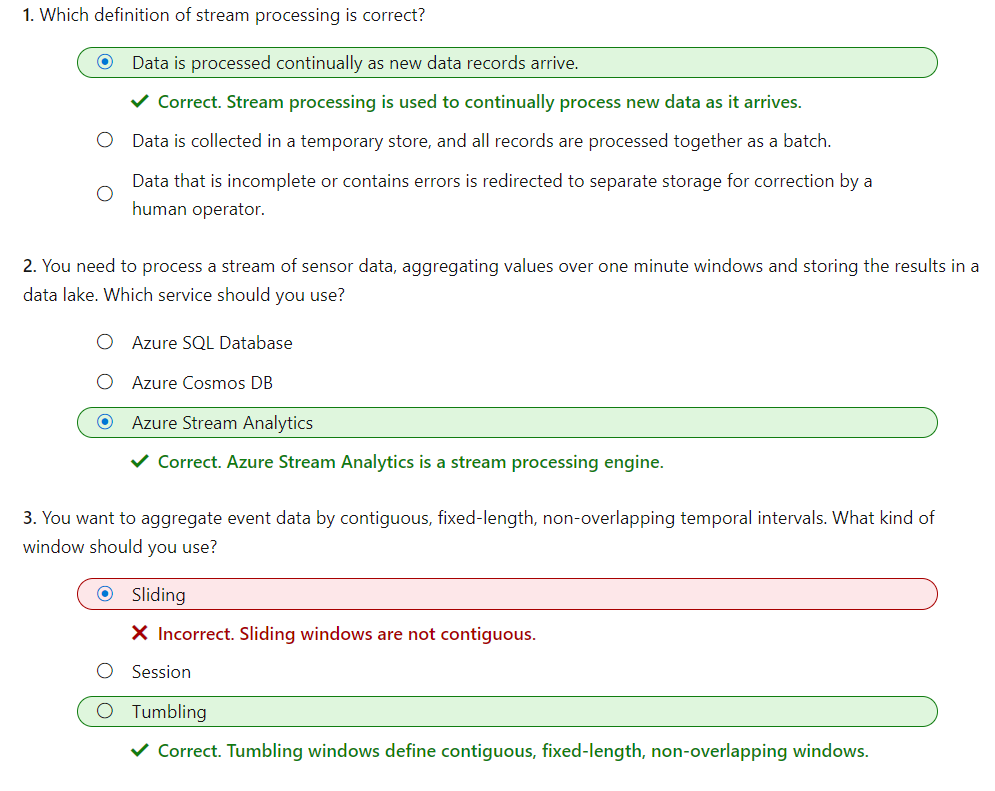 1. Which definition of stream processing is correct?
Data is processed continually as new data records arrive.
Correct. Stream processing is used to continually process new data as it arrives.
Data is collected in a temporary store, and all records are processed together as a batch.
Data that is incomplete or contains errors is redirected to separate storage for correction by a
human operator.
2. You need to process a stream of sensor data, aggregating values over one minute windows and storing the results in a
data lake. Which service should you use?
Azure SQL Database
Azure Cosmos DB
Azure Stream Analytics
Correct. Azure Stream Analytics is a stream processing engine.
3. You want to aggregate event data by contiguous, fixed-length, non-overlapping temporal intervals. What kind of
window should you use?
Sliding
Incorrect. Sliding windows are not contiguous.
Session
Tumbling
Correct. Tumbling windows define contiguous, fixed-length, non-overlapping windows.